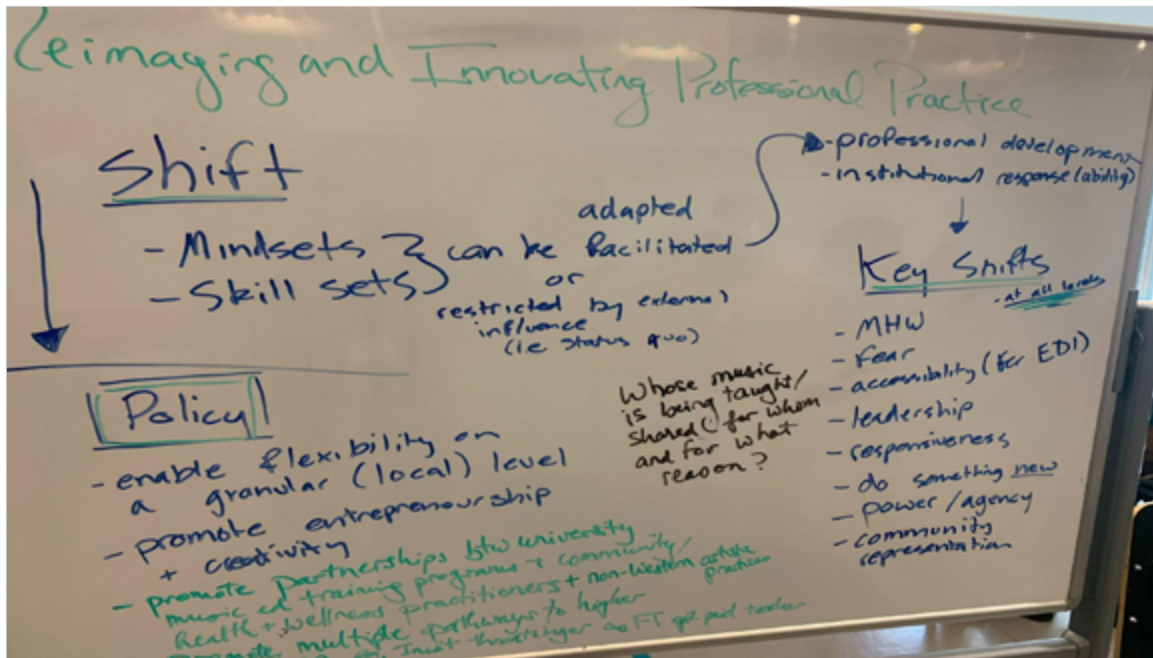 Reimaging and Innovating Professional Practice
Shift
- Mindsets
- Skill sets
can be
adapted
facilitated
or
restricted by external
influence
(i.e status quo)
- professional development
- institutional response (ability)
Key Shifts
- at all levels
- MHW
- fear
- accessibility (for EDI)
- leadership
- responsiveness
- do something new
- power/agency
- community
representation
Whose music
is being taught/
shared, for whom
and for what
reason?
Policy
- enable flexibility on
a granular (local) level
- promote entrepreneurship
+ creativity
- promote partnerships btw university
music ed training programs + community/
health + wellness practitioners + non-Western artistic
practices
multiple pathways to higher
as FT